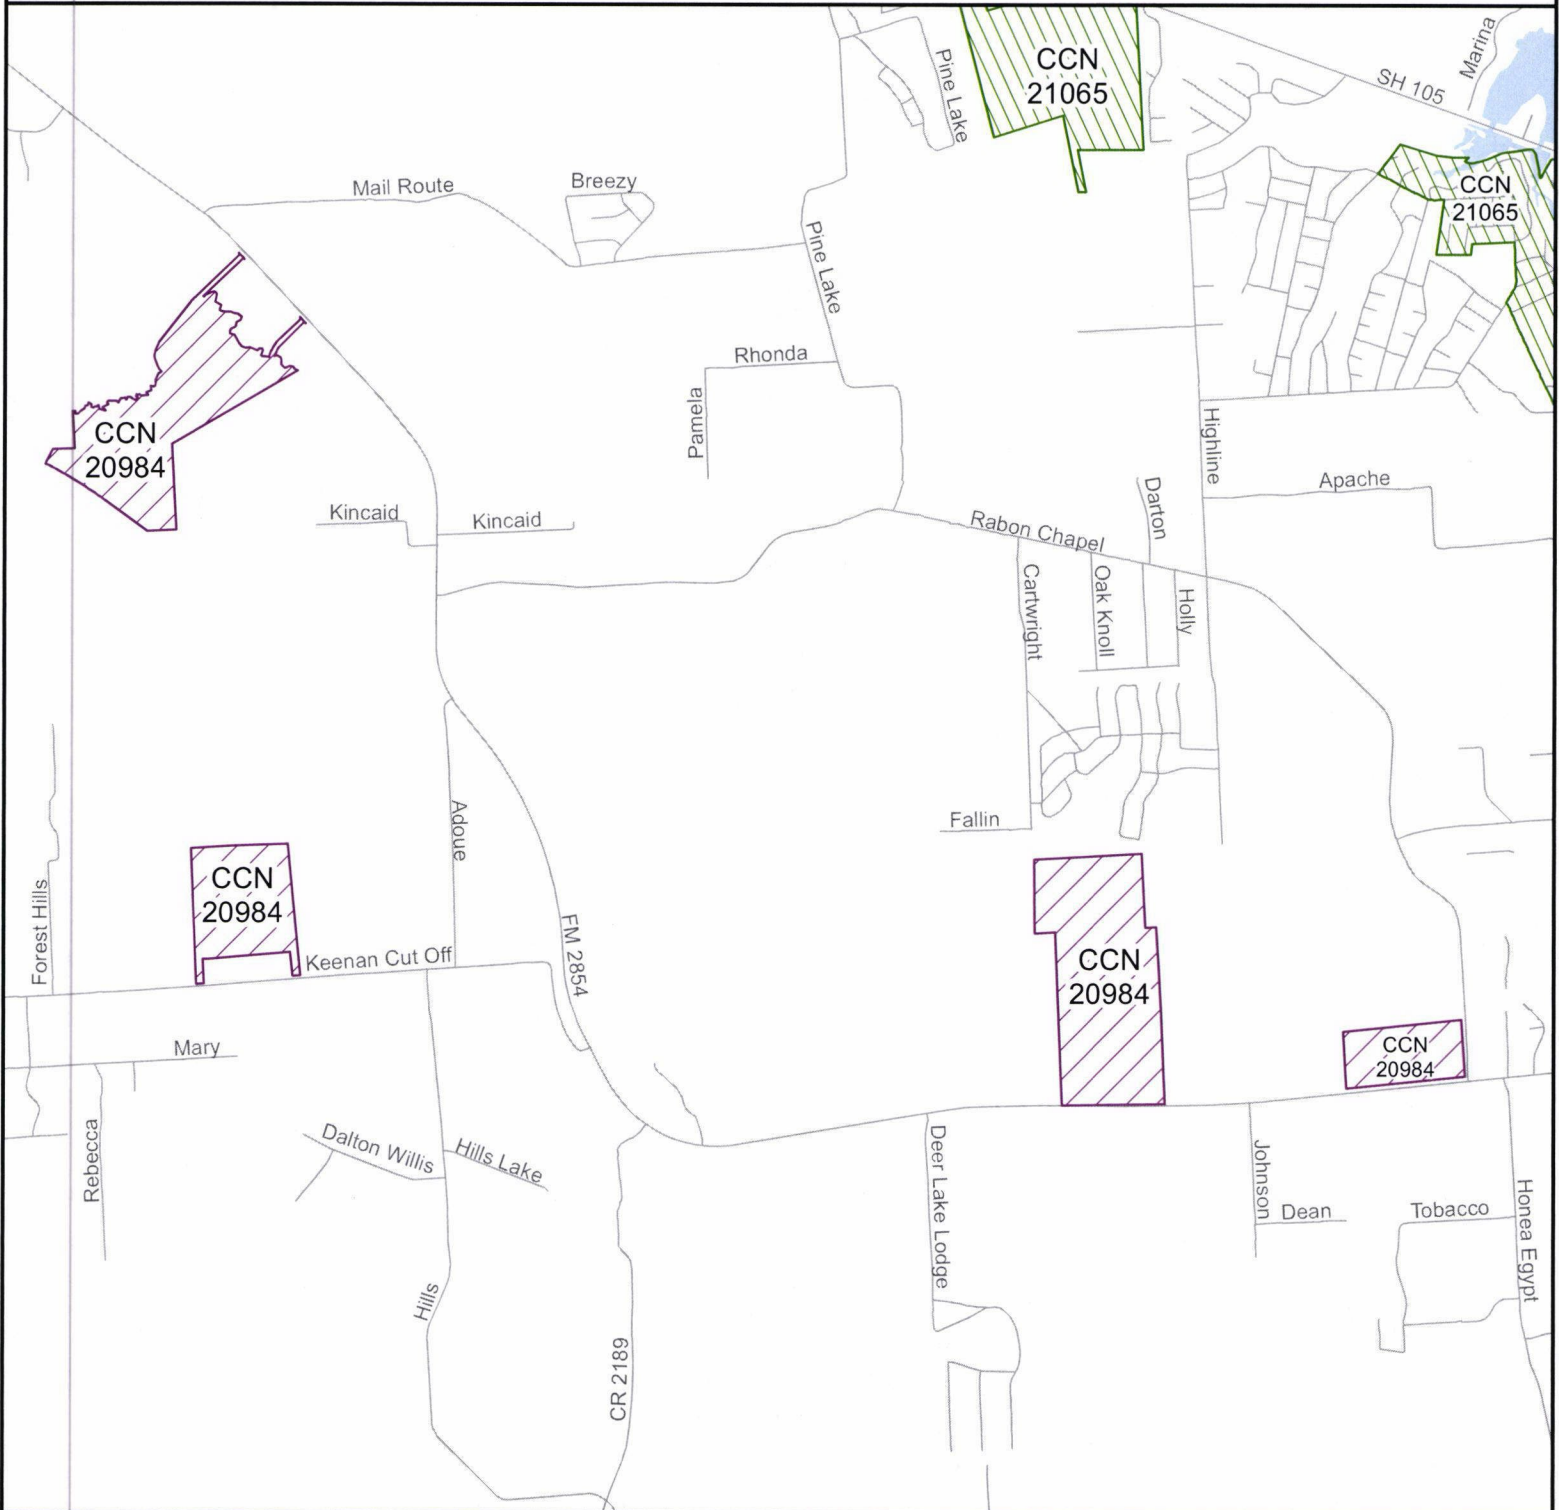 Marina
SH 105
Pine Lake
CCN
21065
CCN
21065
Mail Route
Breezy
Pine Lake
Rhonda
Pamela
CCN
20984
Highline
Apache
Darton
Kincaid
Kincaid
Rabon Chapel
Cartwright
Oak Knoll
Holly
Adoue
Fallin
Forest Hills
CCN
20984
FM 2854
Keenan Cut Off
CCN
20984
CCN
20984
Mary
Rebecca
Dalton Willis
Hills Lake
Deer Lake Lodge
Johnson
Dean
Tobacco
Honea Egypt
Hills
CR 2189